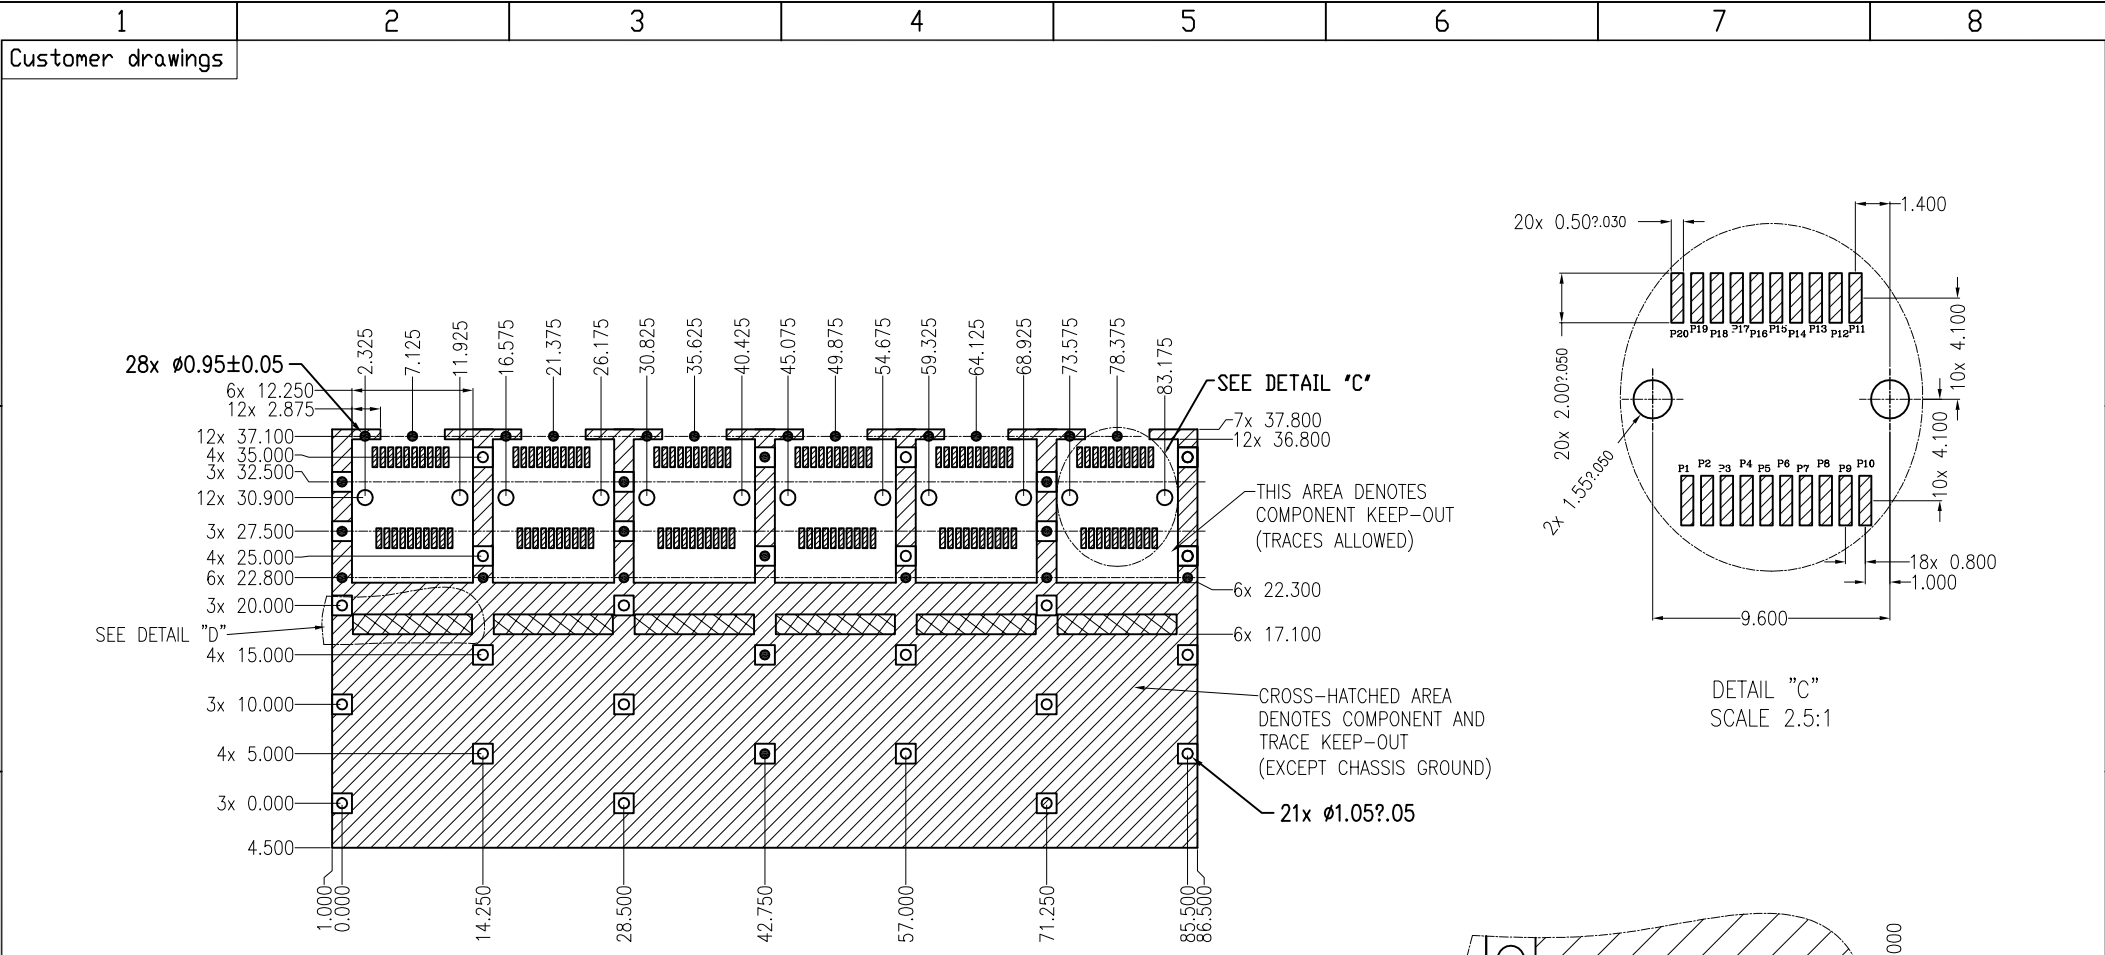 1 2 3 4 5 6 7 8
Customer drawings
28x ø0.95±0.05
6x 12.250
12x 2.875
2.325
7.125
11.925
16.575
21.375
26.175
30.825
35.625
40.425
45.075
49.875
54.675
59.325
64.125
68.925
73.575
78.375
83.175
SEE DETAIL "C"
12x 37.100
4x 35.000
3x 32.500
12x 30.900
3x 27.500
4x 25.000
6x 22.800
3x 20.000
SEE DETAIL "D"
4x 15.000
3x 10.000
4x 5.000
3x 0.000
4.500
7x 37.800
12x 36.800
THIS AREA DENOTES
COMPONENT KEEP-OUT
(TRACES ALLOWED)
6x 22.300
6x 17.100
CROSS-HATCHED AREA
DENOTES COMPONENT AND
TRACE KEEP-OUT
(EXCEPT CHASSIS GROUND)
21x ø1.05?.05
1.000
0.000
14.250
28.500
42.750
57.000
71.250
85.500
86.500
20x 0.50?.030
1.400
20x 2.00?.050
P20 P19 P18 P17 P16 P15 P14 P13 P12 P11
10x 4.100
10x 4.100
2x 1.55?.050
P1 P2 P3 P4 P5 P6 P7 P8 P9 P10
18x 0.800
1.000
9.600
DETAIL "C"
SCALE 2.5:1
000